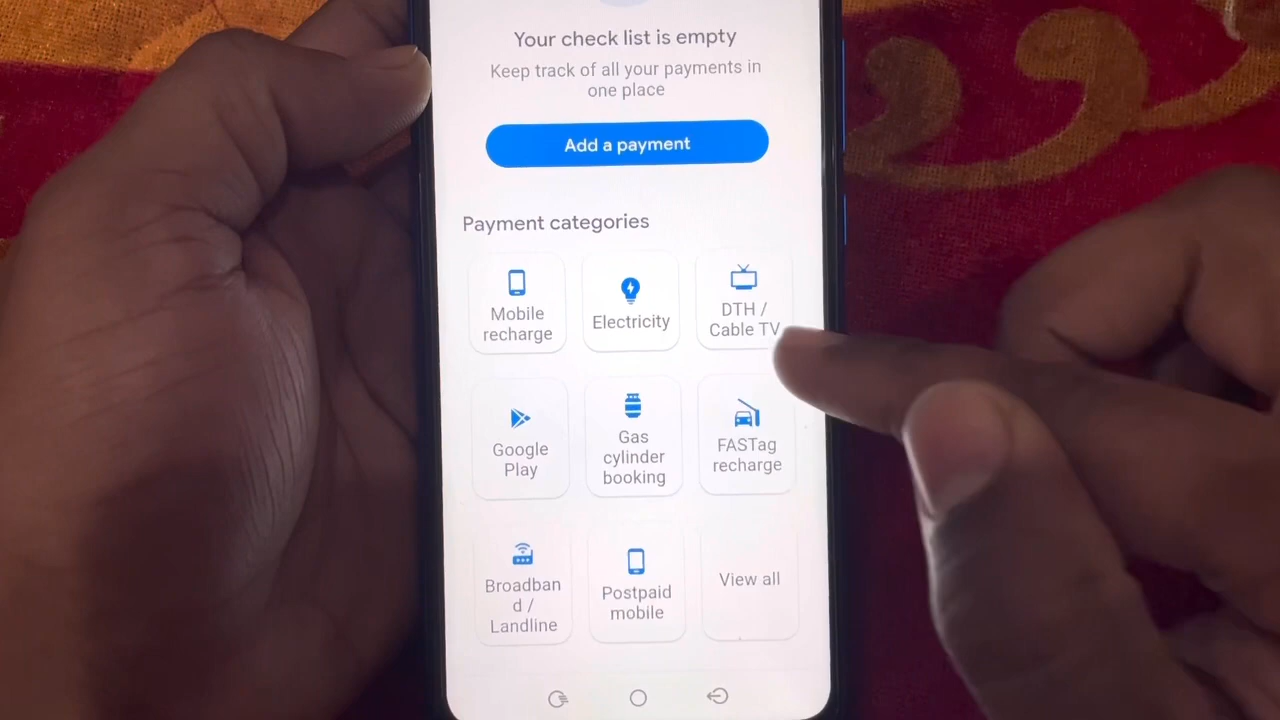 Your check list is empty
Keep track of all your payments in
one place
Add a payment
Payment categories
Mobile
recharge
Electricity
DTH /
Cable TV
Google
Play
Gas
cylinder
booking
FASTag
recharge
Broadban
d /
Landline
Postpaid
mobile
View all